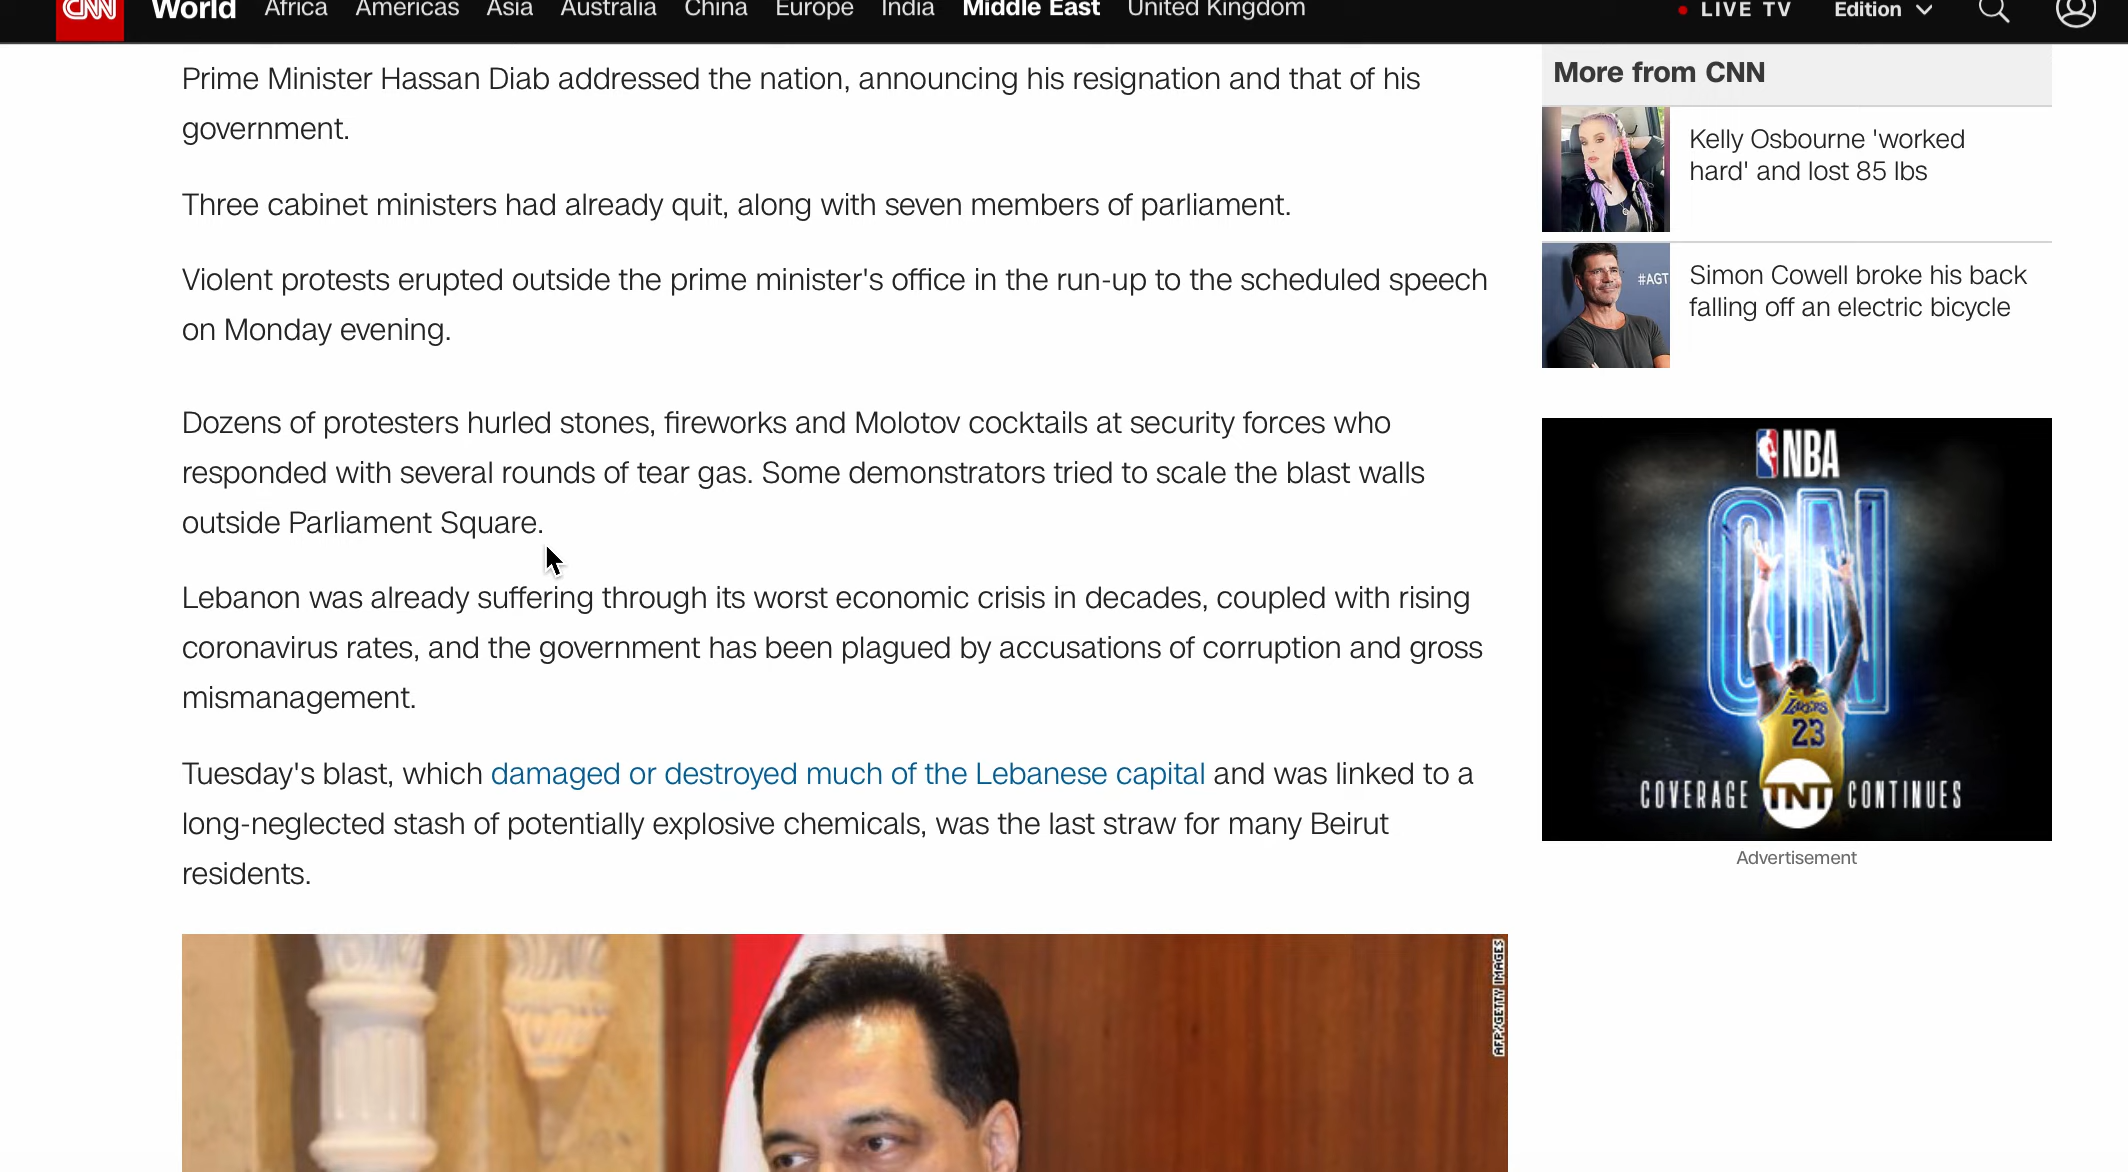 CNN World Africa Americas Asia Australia China Europe India Middle East United Kingdom LIVE TV Edition
Prime Minister Hassan Diab addressed the nation, announcing his resignation and that of his
government.
Three cabinet ministers had already quit, along with seven members of parliament.
Violent protests erupted outside the prime minister's office in the run-up to the scheduled speech
on Monday evening.
Dozens of protesters hurled stones, fireworks and Molotov cocktails at security forces who
responded with several rounds of tear gas. Some demonstrators tried to scale the blast walls
outside Parliament Square.
Lebanon was already suffering through its worst economic crisis in decades, coupled with rising
coronavirus rates, and the government has been plagued by accusations of corruption and gross
mismanagement.
Tuesday's blast, which damaged or destroyed much of the Lebanese capital and was linked to a
long-neglected stash of potentially explosive chemicals, was the last straw for many Beirut
residents.
AFP/GETTY IMAGES
More from CNN
Kelly Osbourne 'worked
hard' and lost 85 lbs
#AGT
Simon Cowell broke his back
falling off an electric bicycle
NBA
ON
LAKERS
23
COVERAGE TNT CONTINUES
Advertisement